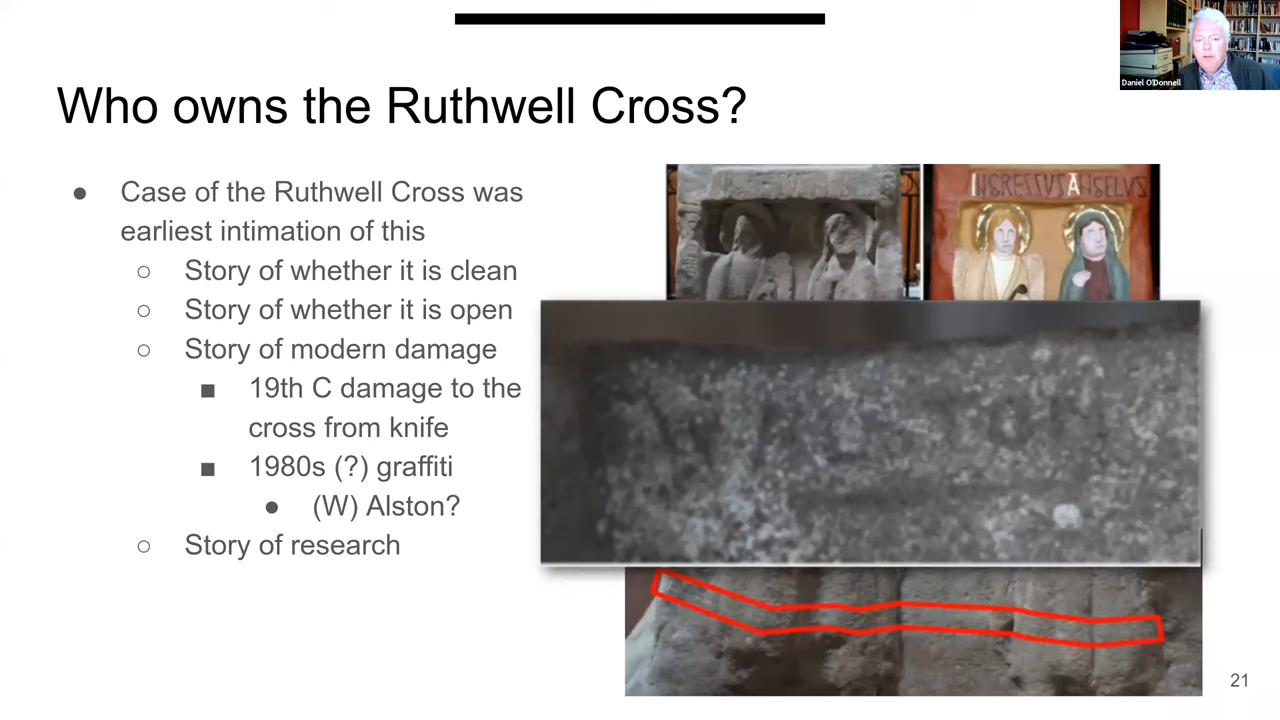 Daniel O'Donnell
Who owns the Ruthwell Cross?
● Case of the Ruthwell Cross was
earliest intimation of this
○ Story of whether it is clean
○ Story of whether it is open
○ Story of modern damage
■ 19th C damage to the
cross from knife
■ 1980s (?) graffiti
● (W) Alston?
○ Story of research
INGRESSUS ANGELUS
21